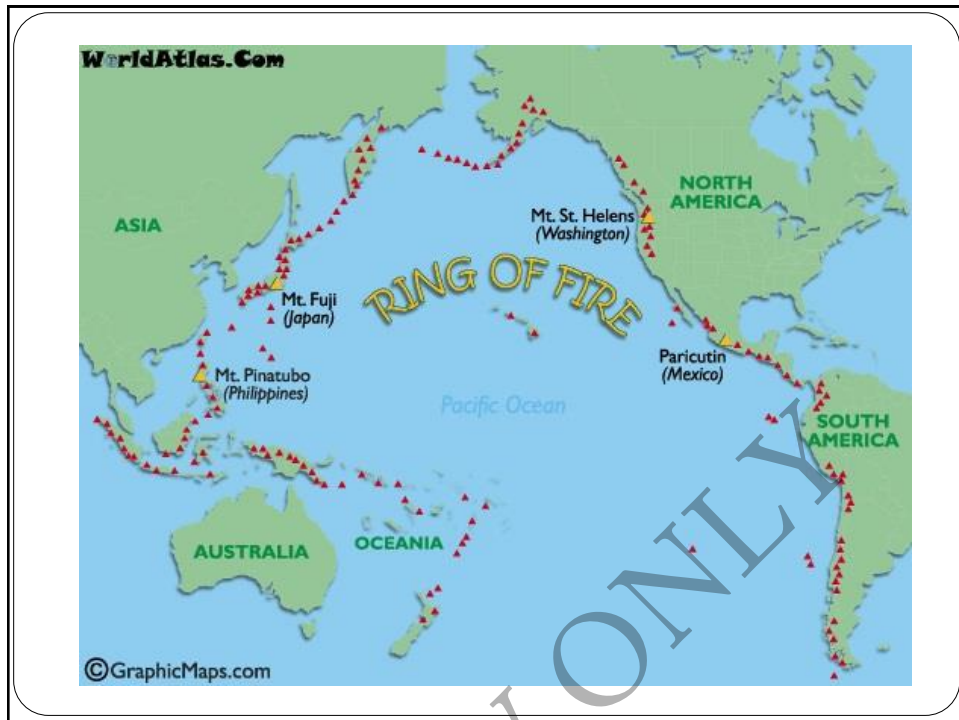 WorldAtlas.Com
NORTH
AMERICA
ASIA
Mt. St. Helens
(Washington)
RING OF FIRE
Mt. Fuji
(Japan)
Paricutin
(Mexico)
Mt. Pinatubo
(Philippines)
Pacific Ocean
SOUTH
AMERICA
OCEANIA
AUSTRALIA
ONLY
©GraphicMaps.com